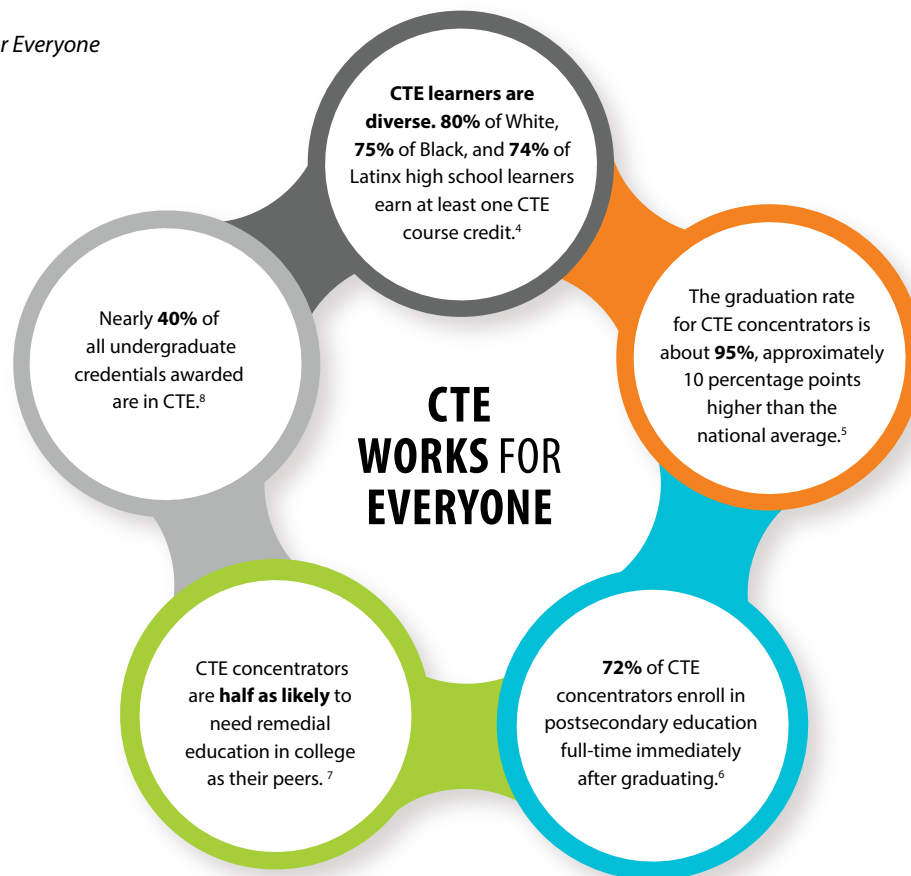 r Everyone
CTE learners are
diverse. 80% of White,
75% of Black, and 74% of
Latinx high school learners
earn at least one CTE
course credit.⁴
The graduation rate
for CTE concentrators is
about 95%, approximately
10 percentage points
higher than the
national average.⁵
72% of CTE
concentrators enroll in
postsecondary education
full-time immediately
after graduating.⁶
CTE concentrators
are half as likely to
need remedial
education in college
as their peers. ⁷
Nearly 40% of
all undergraduate
credentials awarded
are in CTE.⁸
CTE
WORKS FOR
EVERYONE